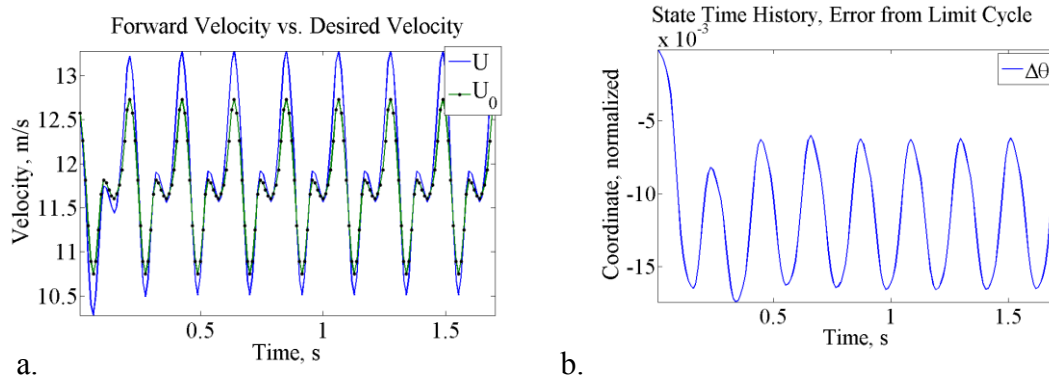 Forward Velocity vs. Desired Velocity
U
U0
13
12.5
12
11.5
11
10.5
Velocity, m/s
0.5
1
1.5
Time, s
a.
State Time History, Error from Limit Cycle
x 10^-3
Δθ
-5
-10
-15
Coordinate, normalized
0.5
1
1.5
Time, s
b.